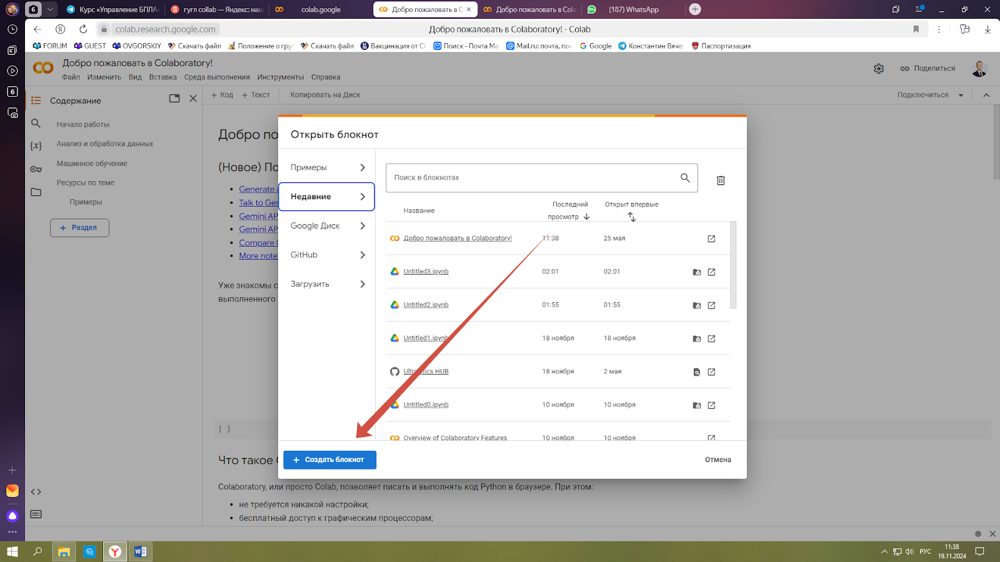 6
Курс «Управление БПЛА
гугл collab — Яндекс: наш
colab.google
Добро пожаловать в C
Добро пожаловать в Cola
99+
(187) WhatsApp
colab.research.google.com
Добро пожаловать в Colaboratory! - Colab
FORUM
GUEST
OVGORSKIY
Скачать файл
Положение о гру
Скачать файл
Вакцинация от CO
Поиск - Почта Ma
Mail.ru: почта, пои
Google
Константин Вячес
Паспортизация
6
Добро пожаловать в Colaboratory!
Файл Изменить Вид Вставка Среда выполнения Инструменты Справка
Поделиться
Содержание
+ Код + Текст Копировать на Диск
Подключиться
Начало работы
Анализ и обработка данных
Машинное обучение
Ресурсы по теме
Примеры
+ Раздел
Добро по
(Новое) По
Generate a
Talk to Ger
Gemini AP
Gemini AP
Compare
More note
Уже знакомы с
выполненного
[ ]
Что такое
Colaboratory, или просто Colab, позволяет писать и выполнять код Python в браузере. При этом:
не требуется никакой настройки;
бесплатный доступ к графическим процессорам;
Открыть блокнот
Примеры
Недавние
Google Диск
GitHub
Загрузить
Поиск в блокнотах
Название
Последний просмотр
Открыт впервые
Добро пожаловать в Colaboratory! 11:38 25 мая
Untitled3.ipynb 02:01 02:01
Untitled2.ipynb 01:55 01:55
Untitled1.ipynb 18 ноября 18 ноября
Ultralytics HUB 18 ноября 2 мая
Untitled0.ipynb 10 ноября 10 ноября
Overview of Colaboratory Features 10 ноября 10 ноября
+ Создать блокнот
Отмена
РУС
11:38
19.11.2024